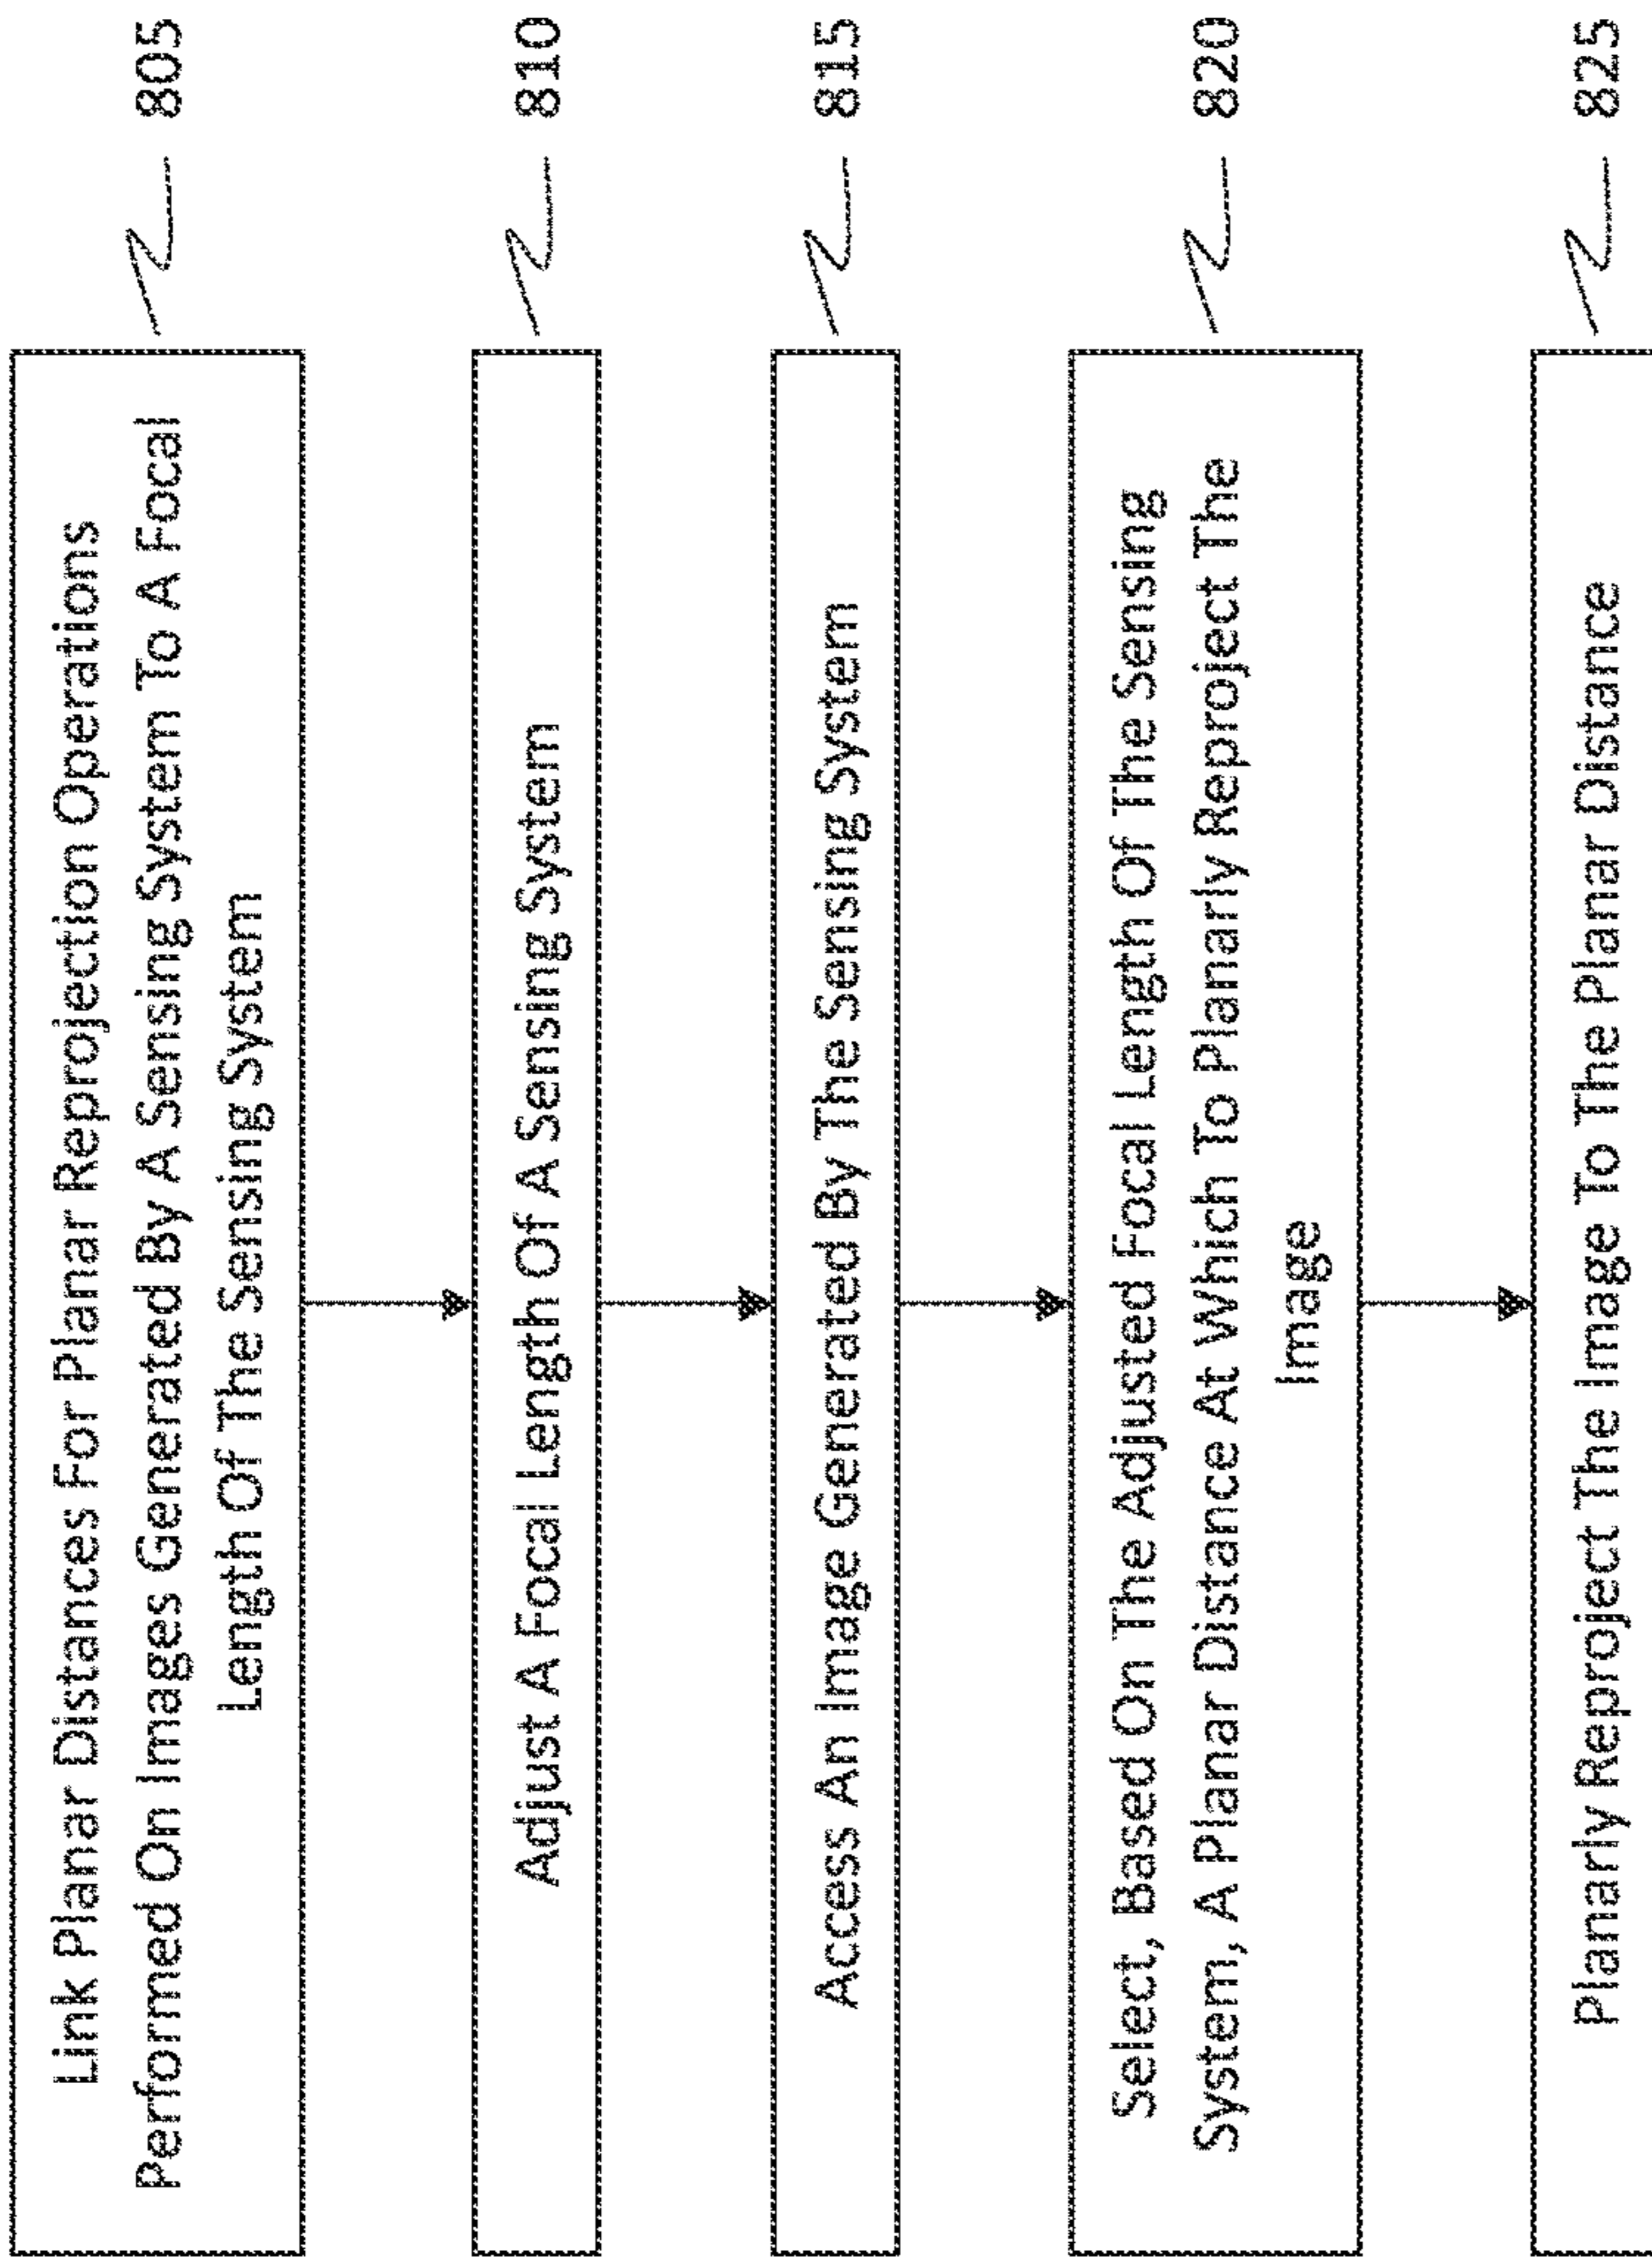 Link Planar Distances For Planar Reprojection Operations
Performed On Images Generated By A Sensing System To A Focal
Length Of The Sensing System
805
Adjust A Focal Length Of A Sensing System
810
Access An Image Generated By The Sensing System
815
Select, Based On The Adjusted Focal Length Of The Sensing
System, A Planar Distance At Which To Planarly Reproject The
Image
820
Planarly Reproject The Image To The Planar Distance
825